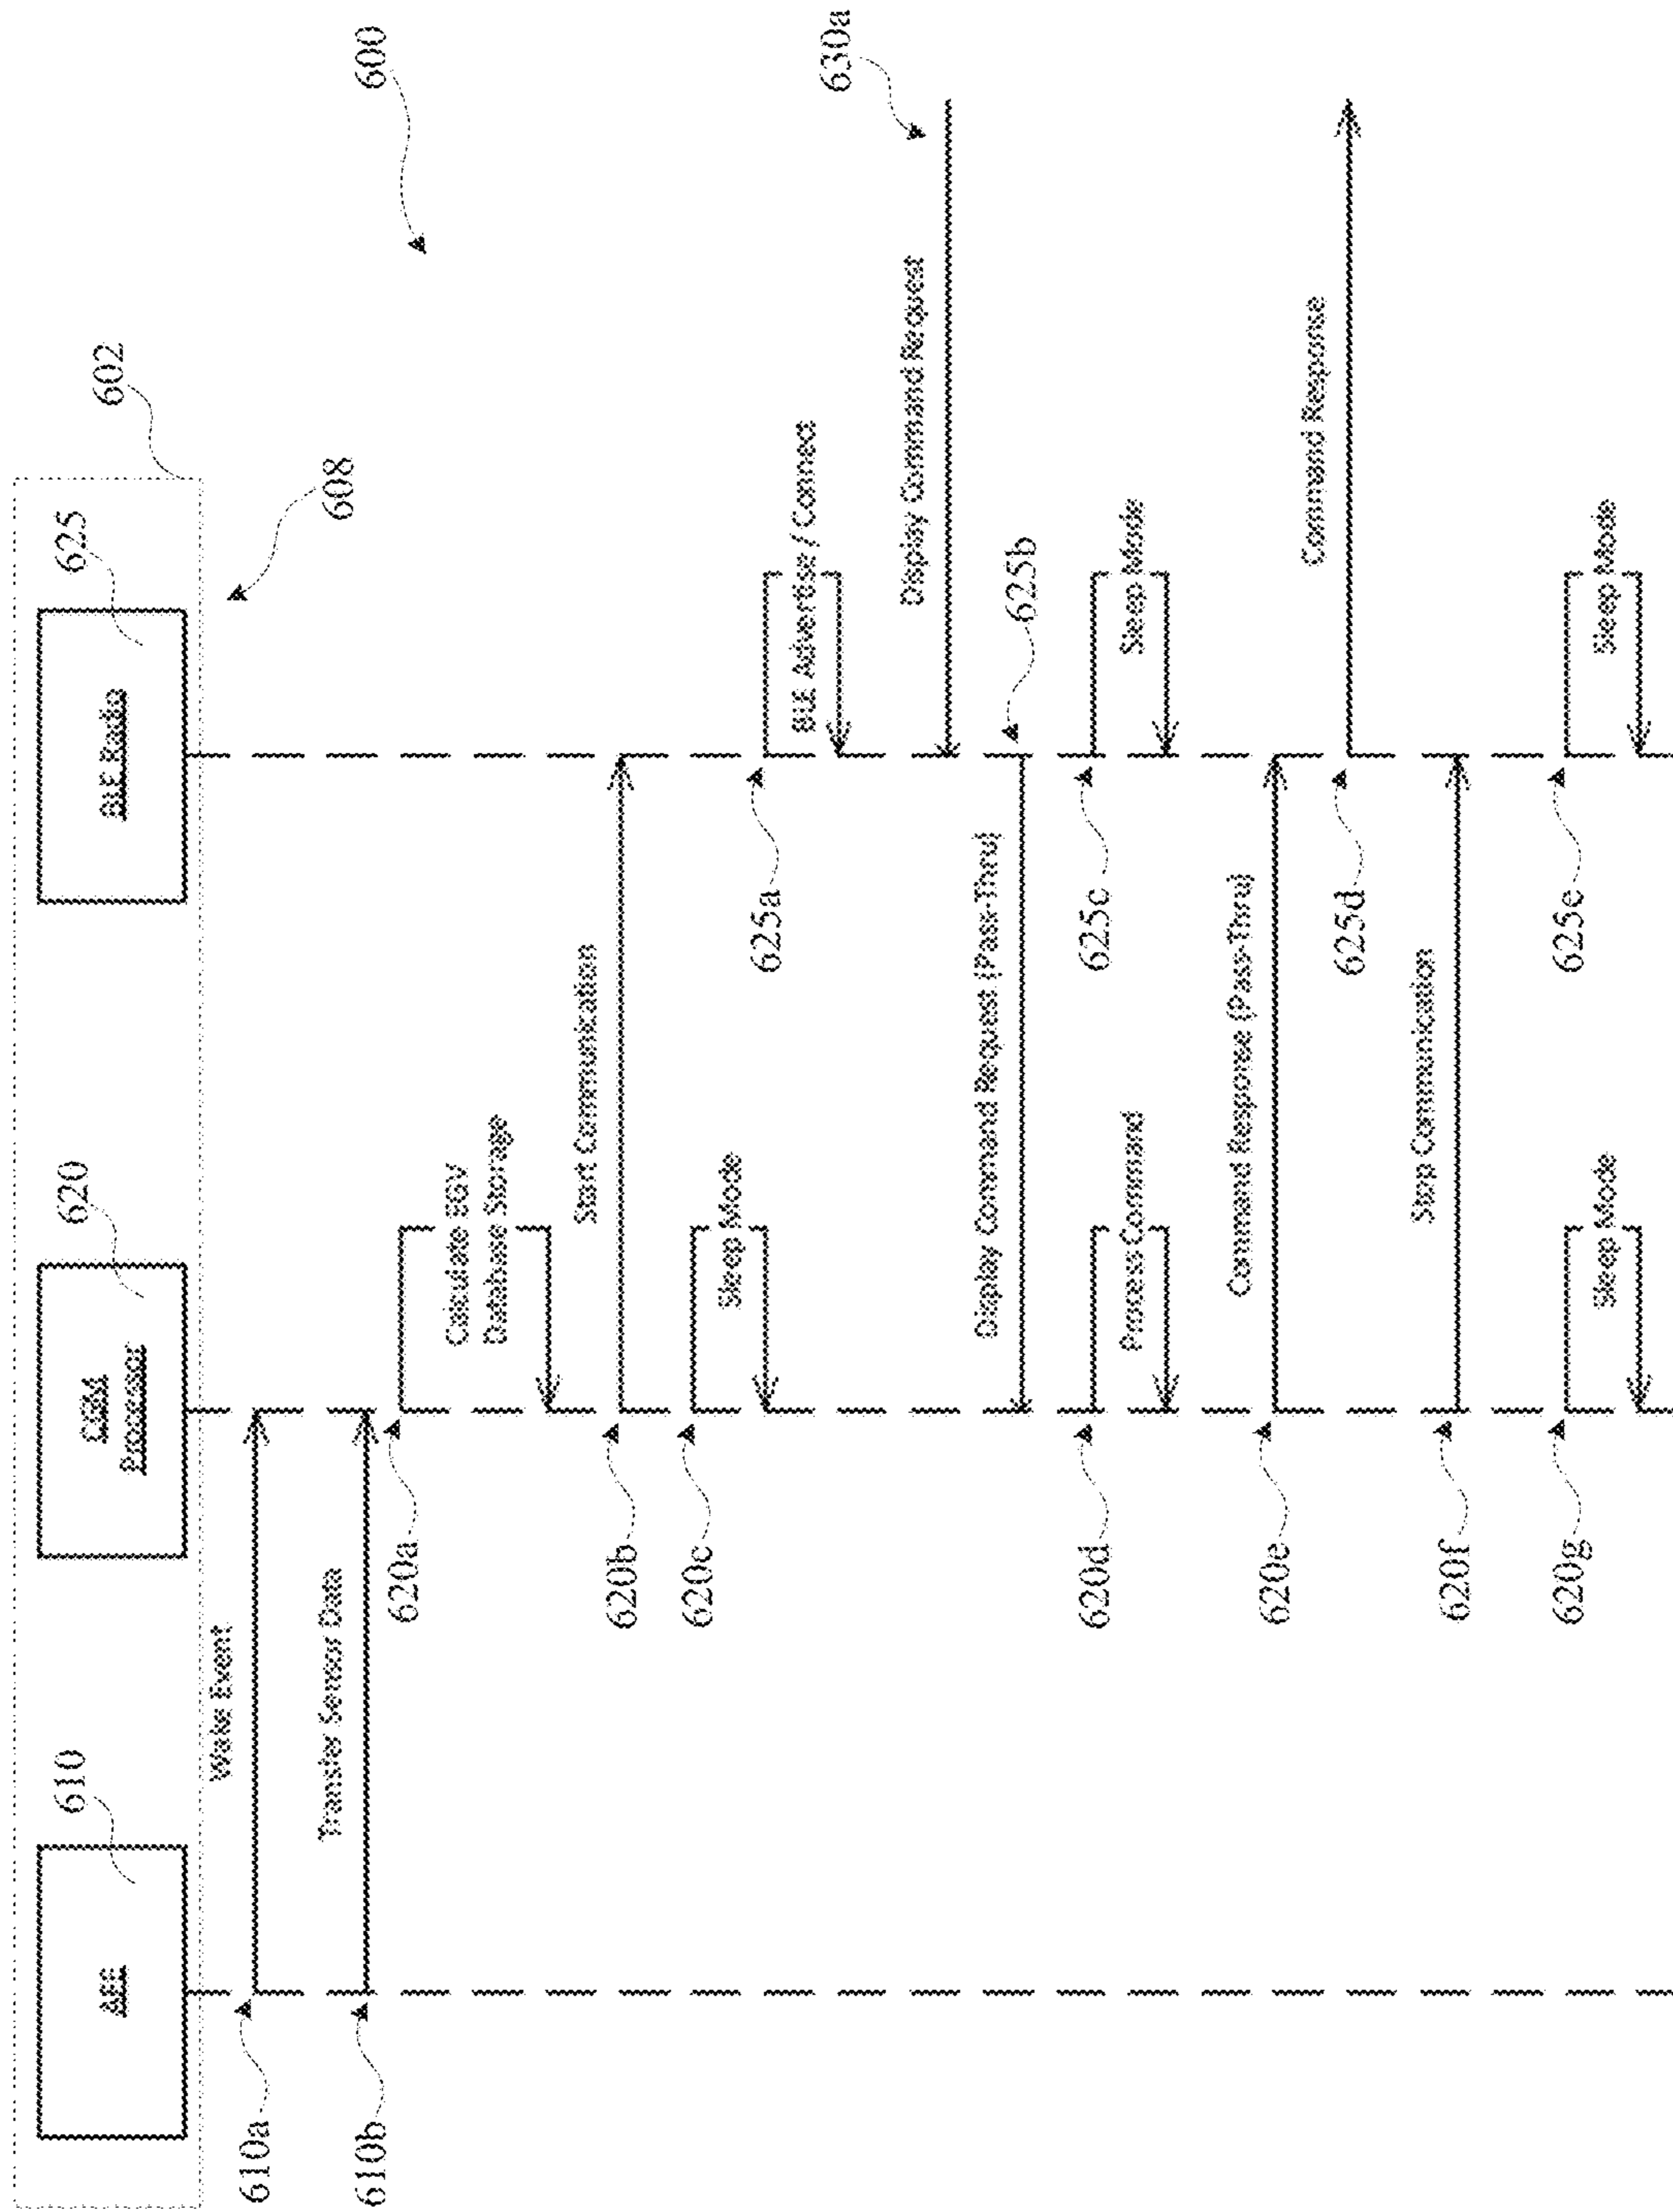 600
602
608
AFE
610
CGM
Processor
620
BLE Radio
625
Wake Event
610a
Transfer Sensor Data
610b
620a
Calculate EGV
Database Storage
620b
Start Communication
620c
Sleep Mode
625a
BLE Advertise / Connect
Display Command Request
630a
Display Command Request (Pass-Thru)
625b
620d
Process Command
625c
Sleep Mode
620e
Command Response (Pass-Thru)
625d
Command Response
620f
Stop Communication
620g
Sleep Mode
625e
Sleep Mode